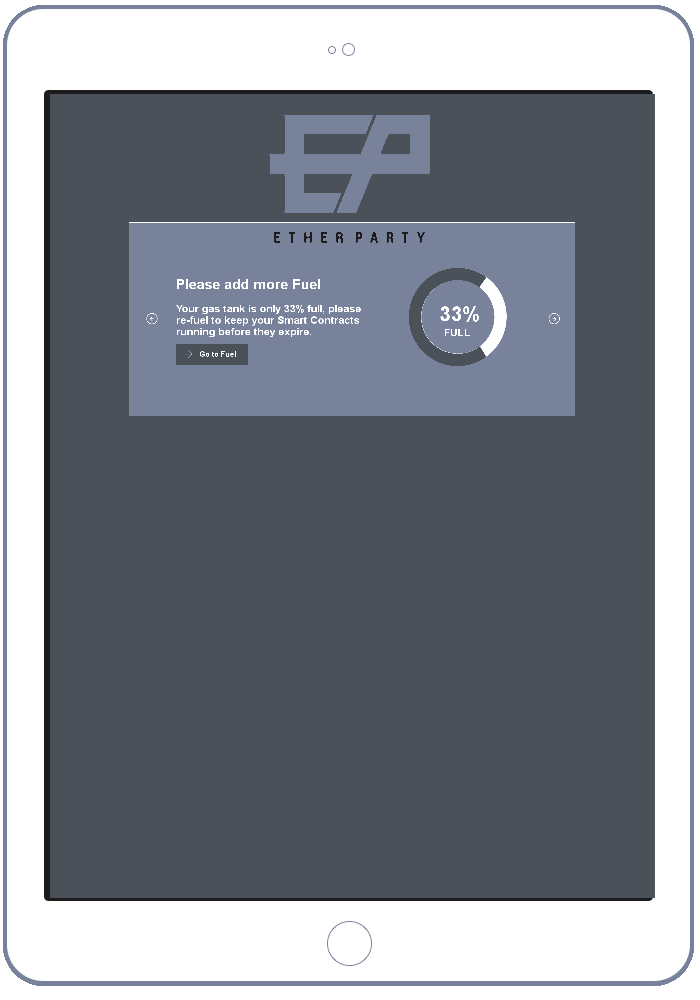 EP
ETHER PARTY
Please add more Fuel
Your gas tank is only 33% full, please
re-fuel to keep your Smart Contracts
running before they expire.
Go to Fuel
33%
FULL